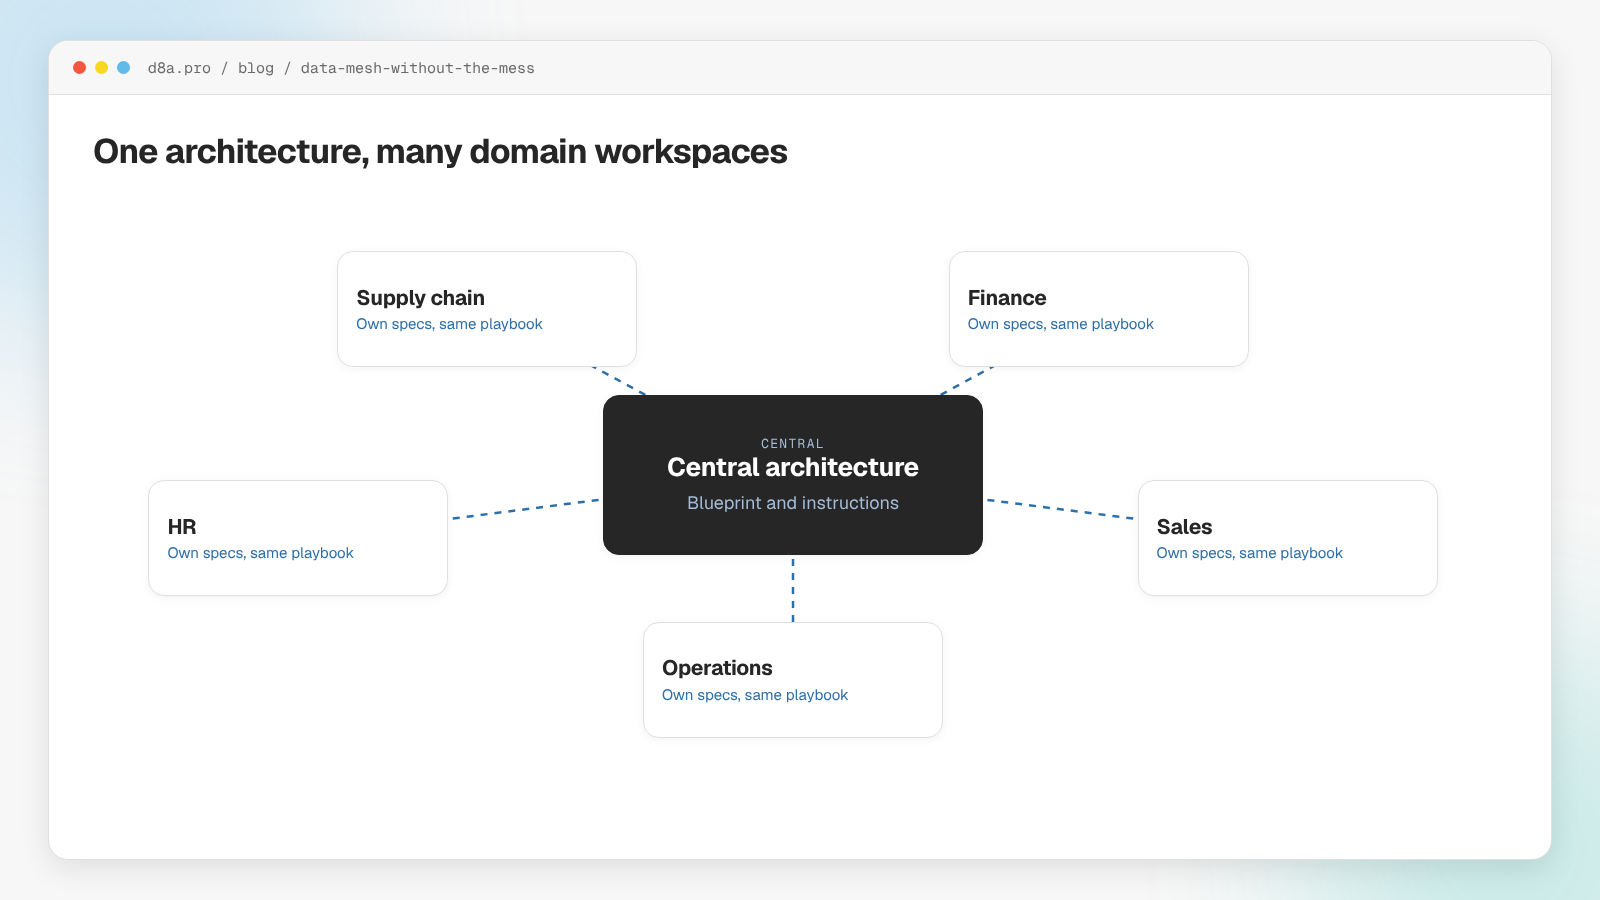 d8a.pro / blog / data-mesh-without-the-mess
One architecture, many domain workspaces
Supply chain
Own specs, same playbook
Finance
Own specs, same playbook
CENTRAL
Central architecture
Blueprint and instructions
HR
Own specs, same playbook
Sales
Own specs, same playbook
Operations
Own specs, same playbook